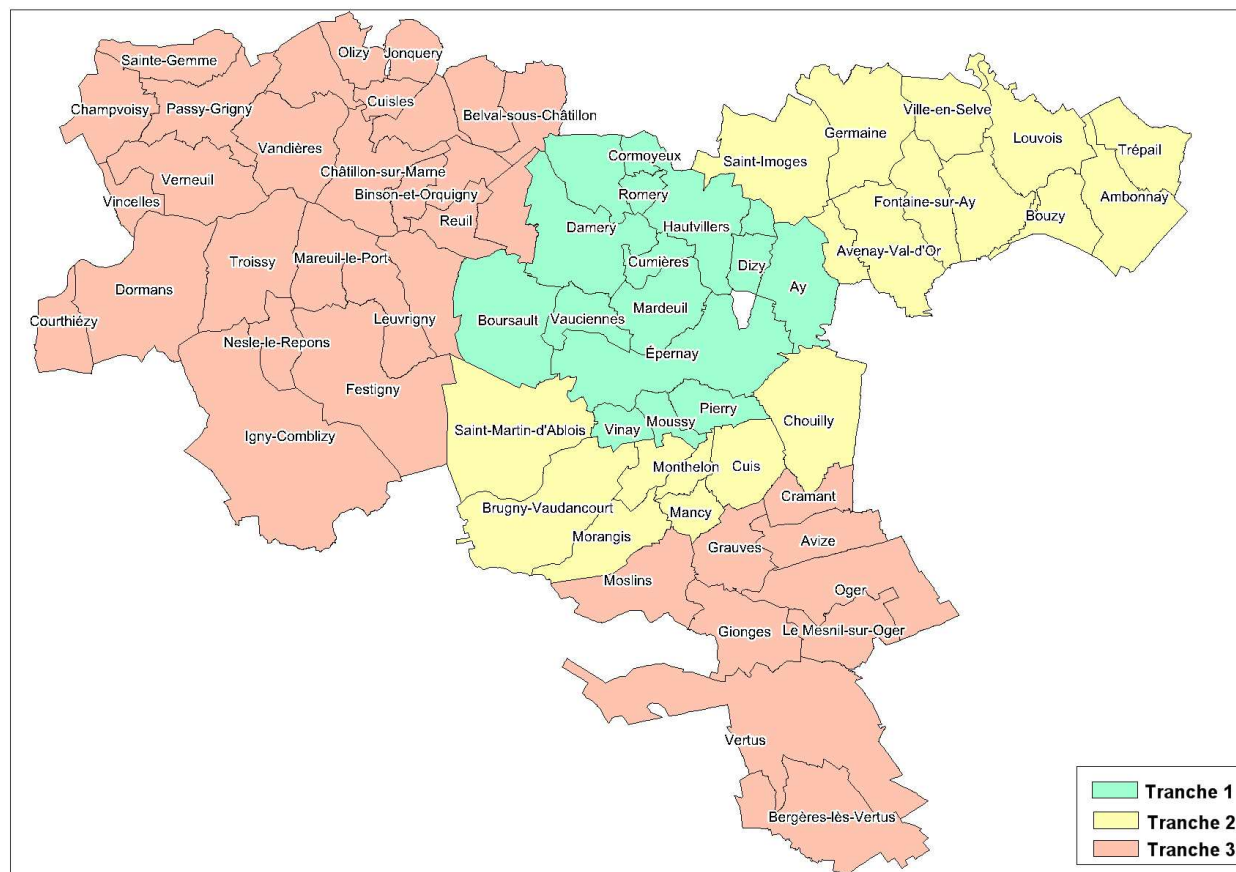 Olizy
Jonquery
Sainte-Gemme
Champvoisy
Passy-Grigny
Cuisles
Belval-sous-Châtillon
Vandières
Verneuil
Châtillon-sur-Marne
Binson-et-Orquigny
Vincelles
Reuil
Troissy
Mareuil-le-Port
Dormans
Courthiézy
Leuvrigny
Nesle-le-Repons
Festigny
Igny-Comblizy
Cormoyeux
Romery
Damery
Hautvillers
Cumières
Dizy
Ay
Boursault
Vauciennes
Mardeuil
Épernay
Vinay
Moussy
Pierry
Saint-Imoges
Germaine
Ville-en-Selve
Louvois
Trépail
Fontaine-sur-Ay
Bouzy
Ambonnay
Avenay-Val-d'Or
Chouilly
Saint-Martin-d'Ablois
Monthelon
Cuis
Brugny-Vaudancourt
Mancy
Morangis
Cramant
Grauves
Avize
Moslins
Oger
Gionges
Le Mesnil-sur-Oger
Vertus
Bergères-lès-Vertus
Tranche 1
Tranche 2
Tranche 3